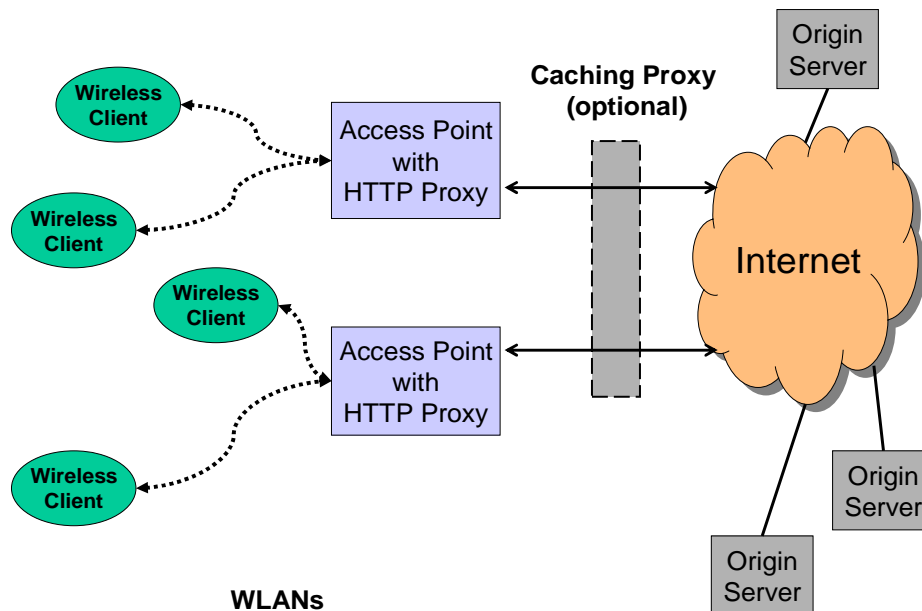 Origin
Server
Caching Proxy
(optional)
Wireless
Client
Access Point
with
HTTP Proxy
Wireless
Client
Internet
Wireless
Client
Access Point
with
HTTP Proxy
Wireless
Client
Origin
Server
Origin
Server
WLANs